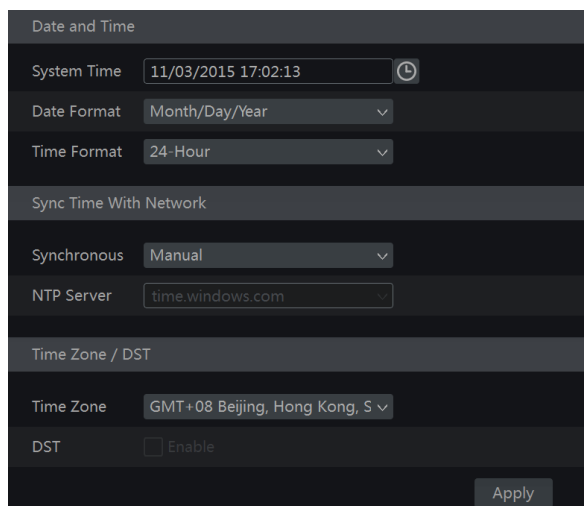 Date and Time
System Time 11/03/2015 17:02:13
Date Format Month/Day/Year
Time Format 24-Hour
Sync Time With Network
Synchronous Manual
NTP Server time.windows.com
Time Zone / DST
Time Zone GMT+08 Beijing, Hong Kong, S
DST Enable
Apply